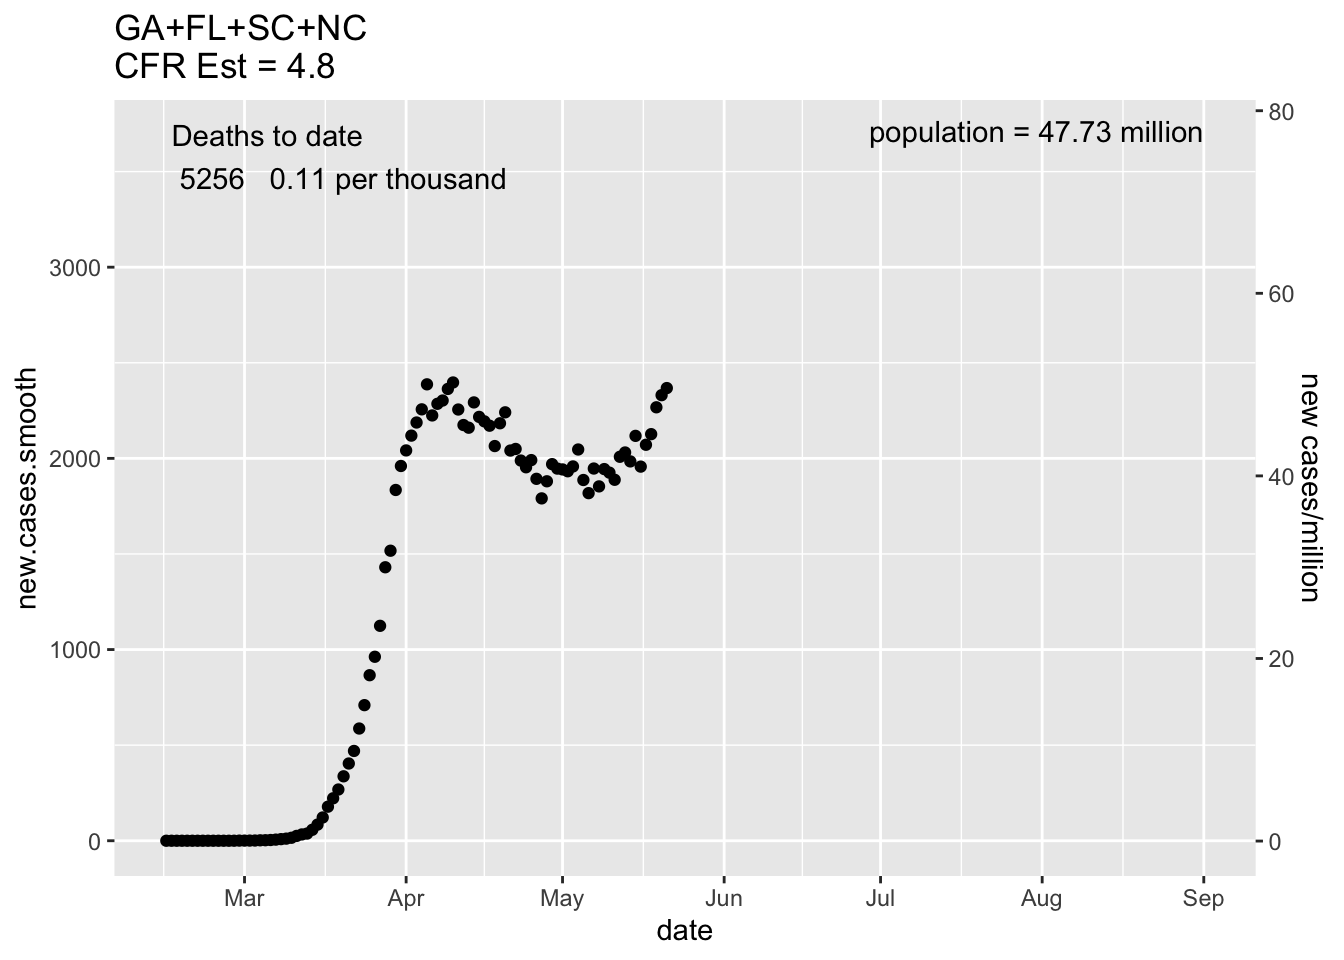 GA+FL+SC+NC
CFR Est = 4.8
Deaths to date
5256 0.11 per thousand
population = 47.73 million
new.cases.smooth
3000
2000
1000
0
80
60
40
20
0
new cases/million
Mar Apr May Jun Jul Aug Sep
date